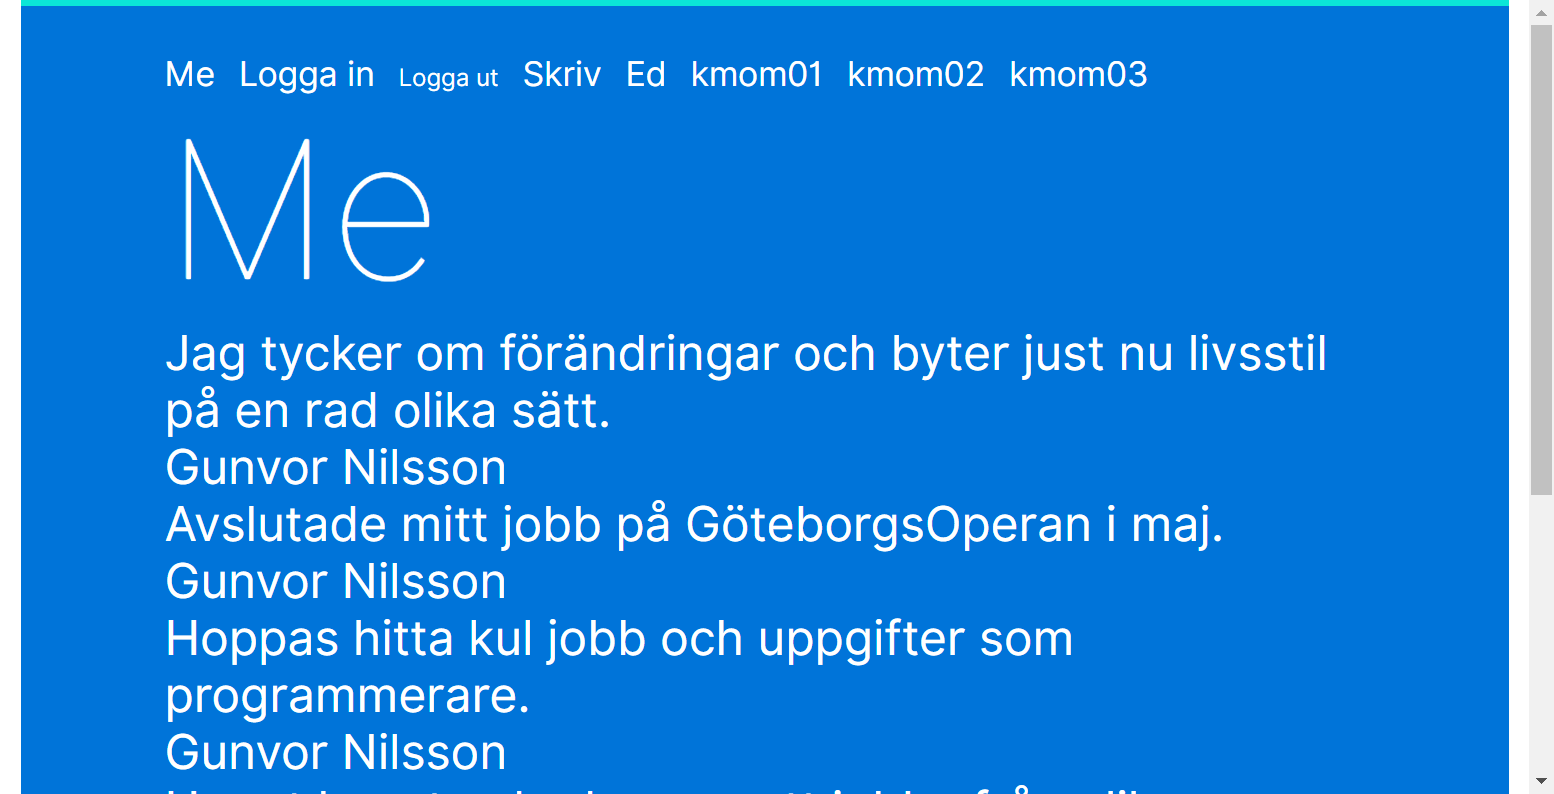 Me Logga in Logga ut Skriv Ed kmom01 kmom02 kmom03
Me
Jag tycker om förändringar och byter just nu livsstil
på en rad olika sätt.
Gunvor Nilsson
Avslutade mitt jobb på GöteborgsOperan i maj.
Gunvor Nilsson
Hoppas hitta kul jobb och uppgifter som
programmerare.
Gunvor Nilsson